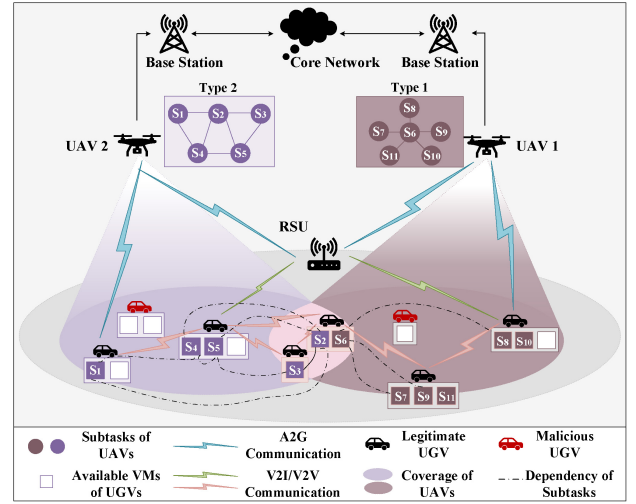 Base Station
Core Network
Base Station
Type 2
Type 1
S1
S2
S3
S4
S5
S8
S7
S6
S9
S11
S10
UAV 2
UAV 1
RSU
S4
S5
S2
S6
S8
S10
S1
S3
S7
S9
S11
Subtasks of
UAVs
A2G
Communication
Legitimate
UGV
Malicious
UGV
Available VMs
of UGVs
V2I/V2V
Communication
Coverage of
UAVs
Dependency of
Subtasks